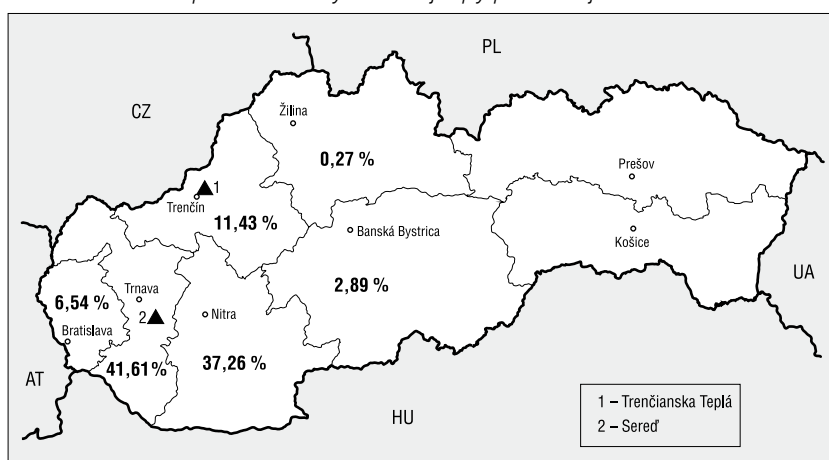 PL
CZ
Žilina
0,27 %
Prešov
1
Trenčín
11,43 %
Banská Bystrica
Košice
UA
2,89 %
6,54 %
Trnava
2
Nitra
Bratislava
37,26 %
41,61%
AT
HU
1 – Trenčianska Teplá
2 – Sereď